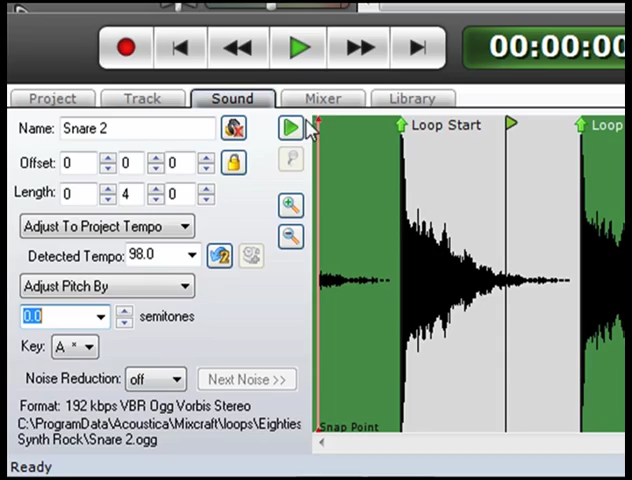 00:00:00
Project Track Sound Mixer Library
Name: Snare 2
Loop Start
Loop
Offset: 0 0 0
Length: 0 4 0
Adjust To Project Tempo
Detected Tempo: 98.0
Adjust Pitch By
0.0 semitones
Key: A *
Noise Reduction: off Next Noise >>
Format: 192 kbps VBR Ogg Vorbis Stereo
C:\ProgramData\Acoustica\Mixcraft\loops\Eighties
Synth Rock\Snare 2.ogg
Snap Point
Ready